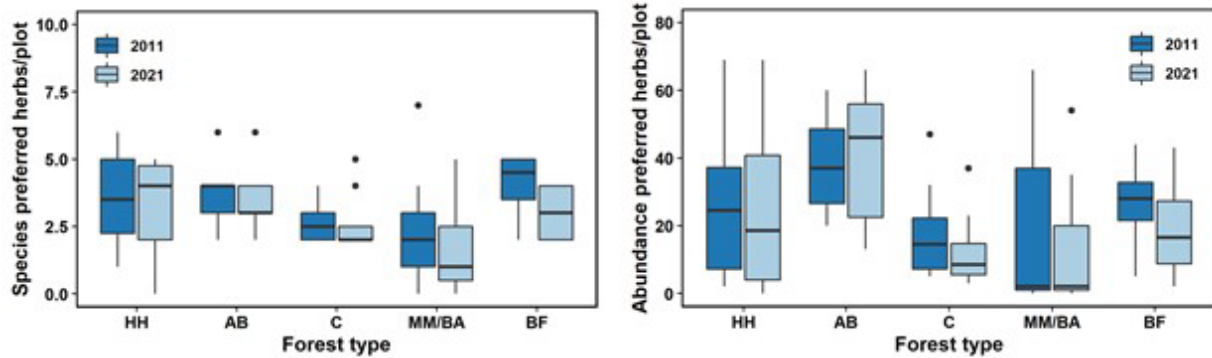 Species preferred herbs/plot
10.0
7.5
5.0
2.5
0.0
2011
2021
HH AB C MM/BA BF
Forest type
Abundance preferred herbs/plot
80
60
40
20
0
2011
2021
HH AB C MM/BA BF
Forest type